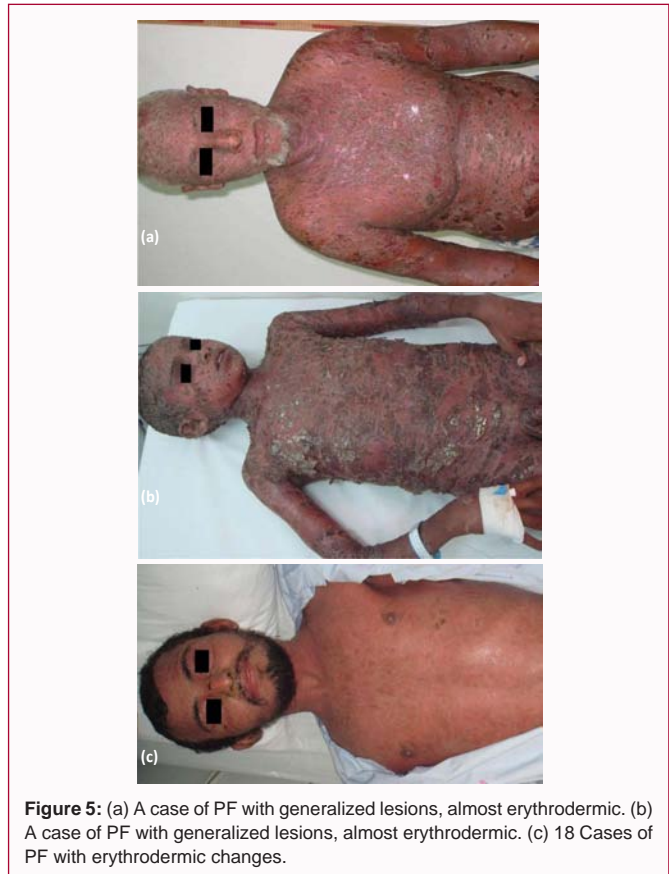 (a)
(b)
(c)
Figure 5: (a) A case of PF with generalized lesions, almost erythrodermic. (b)
A case of PF with generalized lesions, almost erythrodermic. (c) 18 Cases of
PF with erythrodermic changes.